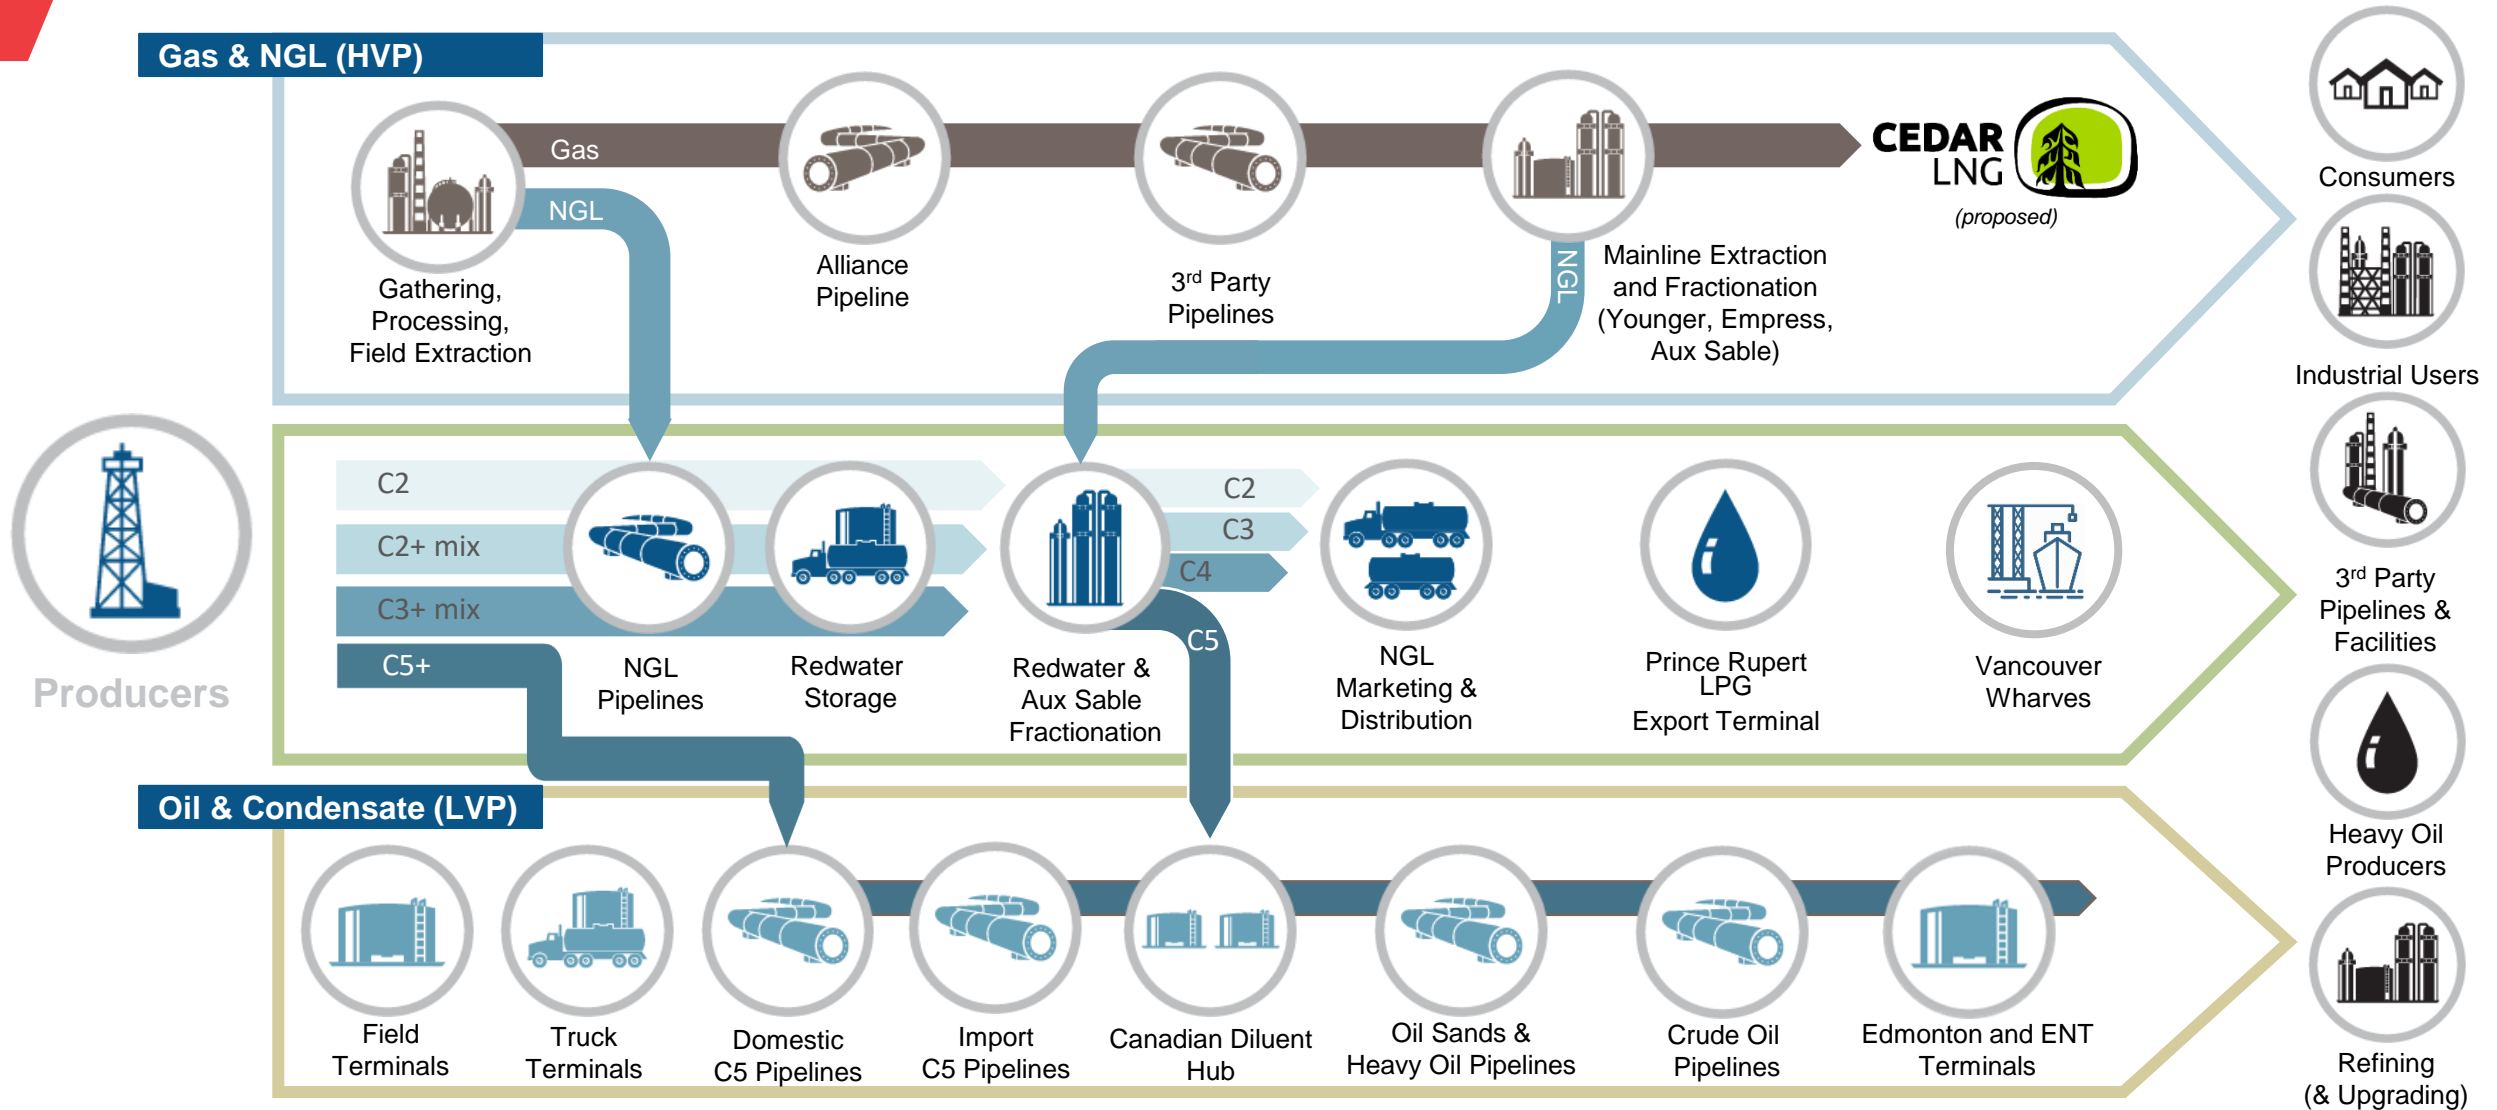 Gas & NGL (HVP)
Gas
NGL
Gathering,
Processing,
Field Extraction
Alliance
Pipeline
3rd Party
Pipelines
NGL
Mainline Extraction
and Fractionation
(Younger, Empress,
Aux Sable)
CEDAR
LNG
(proposed)
Producers
C2
C2+ mix
C3+ mix
C5+
NGL
Pipelines
Redwater
Storage
Redwater &
Aux Sable
Fractionation
C2
C3
C4
C5
NGL
Marketing &
Distribution
Prince Rupert
LPG
Export Terminal
Vancouver
Wharves
Oil & Condensate (LVP)
Field
Terminals
Truck
Terminals
Domestic
C5 Pipelines
Import
C5 Pipelines
Canadian Diluent
Hub
Oil Sands &
Heavy Oil Pipelines
Crude Oil
Pipelines
Edmonton and ENT
Terminals
Consumers
Industrial Users
3rd Party
Pipelines &
Facilities
Heavy Oil
Producers
Refining
(& Upgrading)